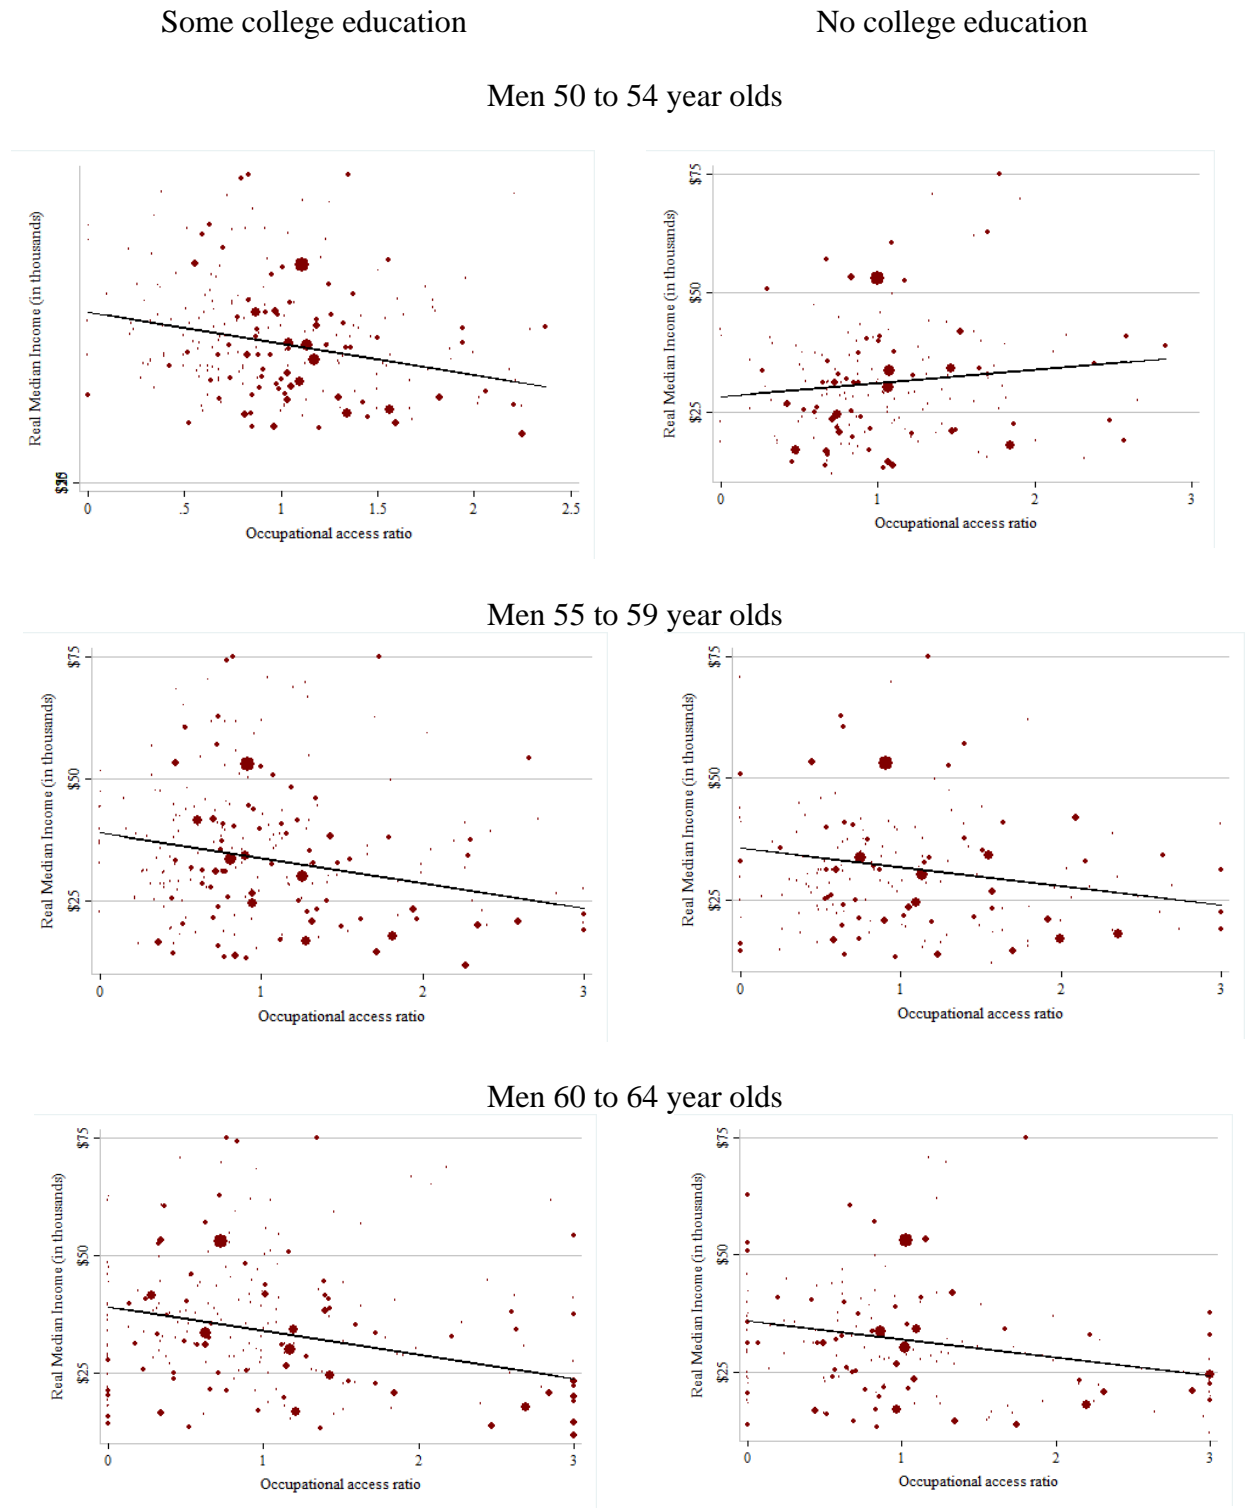 Some college education
No college education
Men 50 to 54 year olds
Real Median Income (in thousands)
0 .5 1 1.5 2 2.5
Occupational access ratio
$75
$50
$25
Real Median Income (in thousands)
0 1 2 3
Occupational access ratio
Men 55 to 59 year olds
$75
$50
$25
Real Median Income (in thousands)
0 1 2 3
Occupational access ratio
$75
$50
$25
Real Median Income (in thousands)
0 1 2 3
Occupational access ratio
Men 60 to 64 year olds
$75
$50
$25
Real Median Income (in thousands)
0 1 2 3
Occupational access ratio
$75
$50
$25
Real Median Income (in thousands)
0 1 2 3
Occupational access ratio